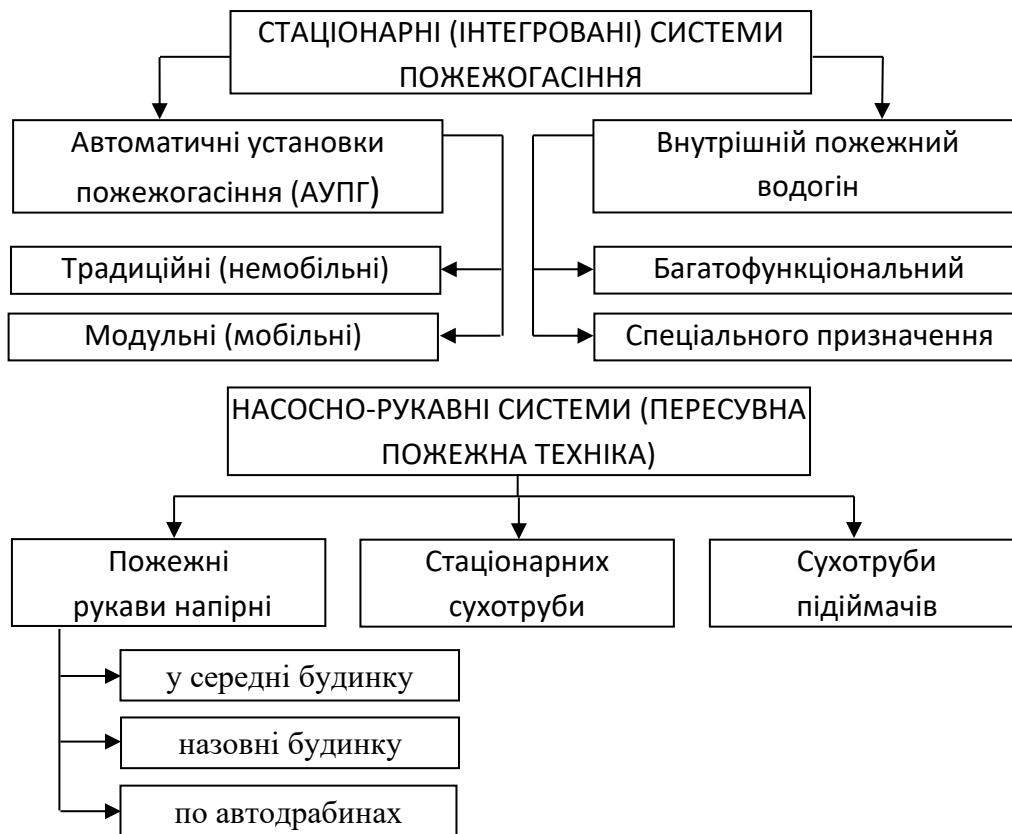 СТАЦІОНАРНІ (ІНТЕГРОВАНІ) СИСТЕМИ
ПОЖЕЖОГАСІННЯ
Автоматичні установки
пожежогасіння (АУПГ)
Внутрішній пожежний
водогін
Традиційні (немобільні)
Багатофункціональний
Модульні (мобільні)
Спеціального призначення
НАСОСНО-РУКАВНІ СИСТЕМИ (ПЕРЕСУВНА
ПОЖЕЖНА ТЕХНІКА)
Пожежні
рукави напірні
Стаціонарних
сухотруби
Сухотруби
підіймачів
у середні будинку
назовні будинку
по автодрабинах